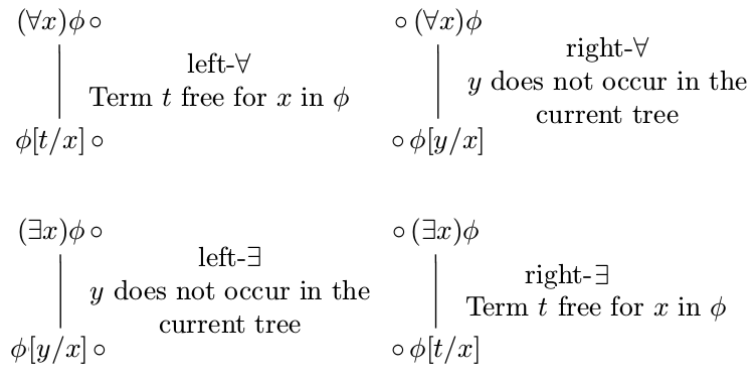 (∀x)φ ∘
left-∀
Term t free for x in φ
φ[t/x] ∘
∘ (∀x)φ
right-∀
y does not occur in the
current tree
∘ φ[y/x]
(∃x)φ ∘
left-∃
y does not occur in the
current tree
φ[y/x] ∘
∘ (∃x)φ
right-∃
Term t free for x in φ
∘ φ[t/x]